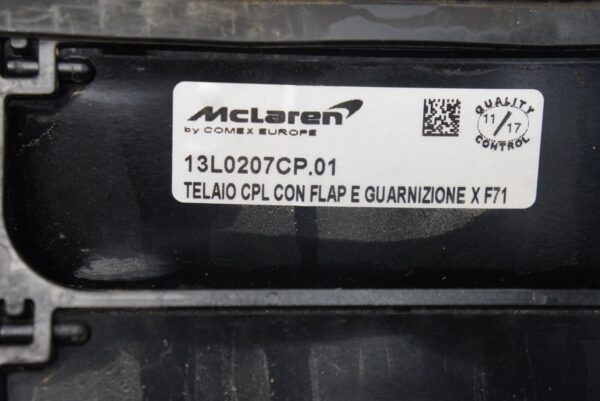 McLaren
by COMEX EUROPE
13L0207CP.01
TELAIO CPL CON FLAP E GUARNIZIONE X F71
QUALITY
11/17
CONTROL